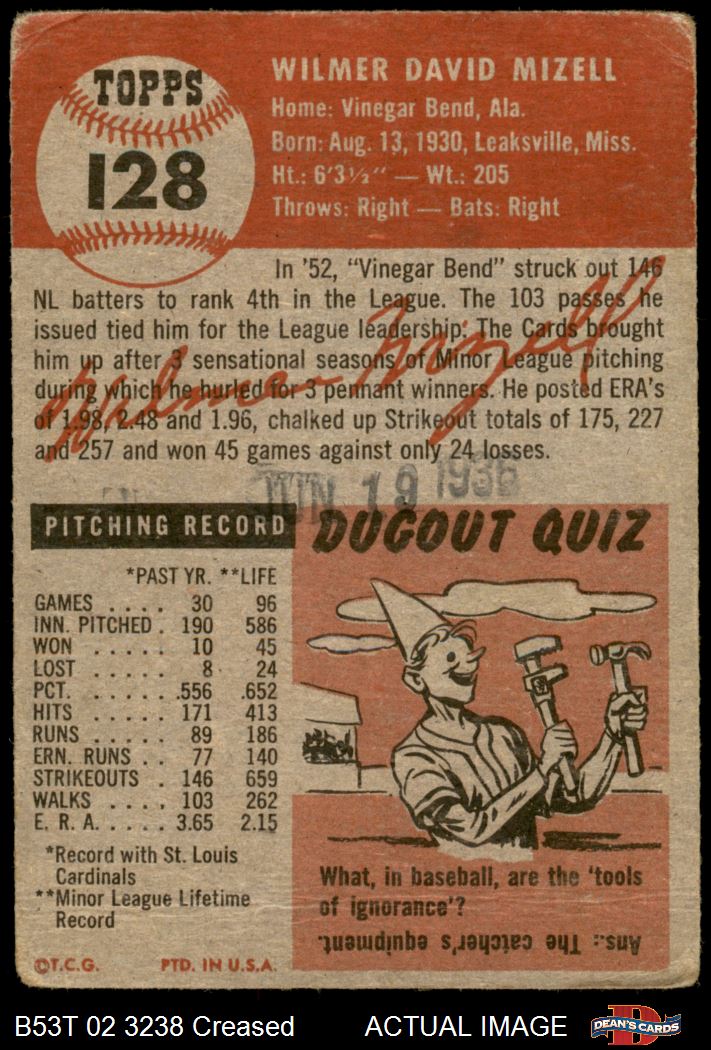 TOPPS
128
WILMER DAVID MIZELL
Home: Vinegar Bend, Ala.
Born: Aug. 13, 1930, Leaksville, Miss.
Ht.: 6'3½" — Wt.: 205
Throws: Right — Bats: Right
In '52, "Vinegar Bend" struck out 146
NL batters to rank 4th in the League. The 103 passes he
issued tied him for the League leadership. The Cards brought
him up after 3 sensational seasons of Minor League pitching
during which he hurled for 3 pennant winners. He posted ERA's
of 1.98, 2.48 and 1.96, chalked up Strikeout totals of 175, 227
and 257 and won 45 games against only 24 losses.
Wilmer Mizell
JUN 19 1936
PITCHING RECORD
*PAST YR. **LIFE
GAMES .... 30 96
INN. PITCHED . 190 586
WON ..... 10 45
LOST ..... 8 24
PCT. ..... .556 .652
HITS ..... 171 413
RUNS ..... 89 186
ERN. RUNS .. 77 140
STRIKEOUTS . 146 659
WALKS .... 103 262
E. R. A. .... 3.65 2.15
*Record with St. Louis
Cardinals
**Minor League Lifetime
Record
©T.C.G. PTD. IN U.S.A.
DUGOUT QUIZ
What, in baseball, are the 'tools
of ignorance'?
Ans.: The catcher's equipment.
B53T 02 3238 Creased ACTUAL IMAGE
D
DEAN'S CARDS